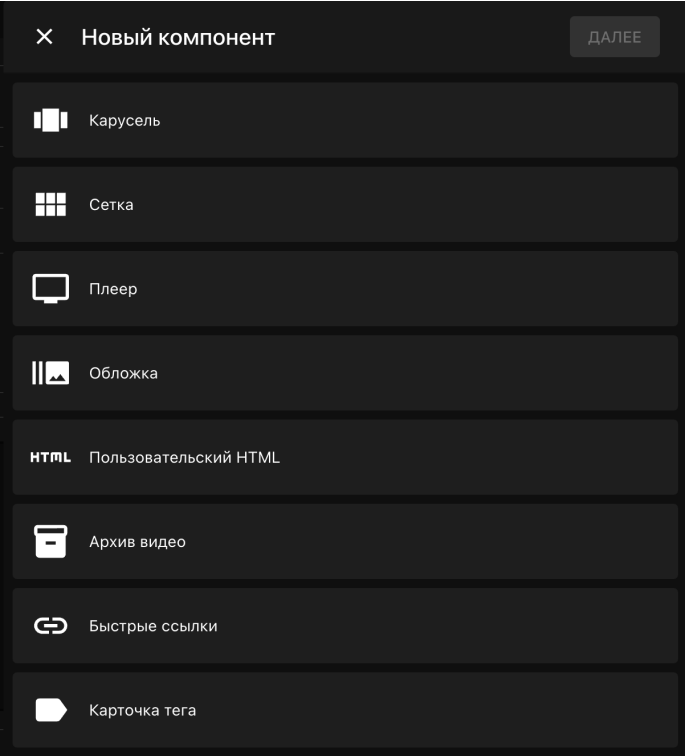 Новый компонент
ДАЛЕЕ
Карусель
Сетка
Плеер
Обложка
HTML Пользовательский HTML
Архив видео
Быстрые ссылки
Карточка тега